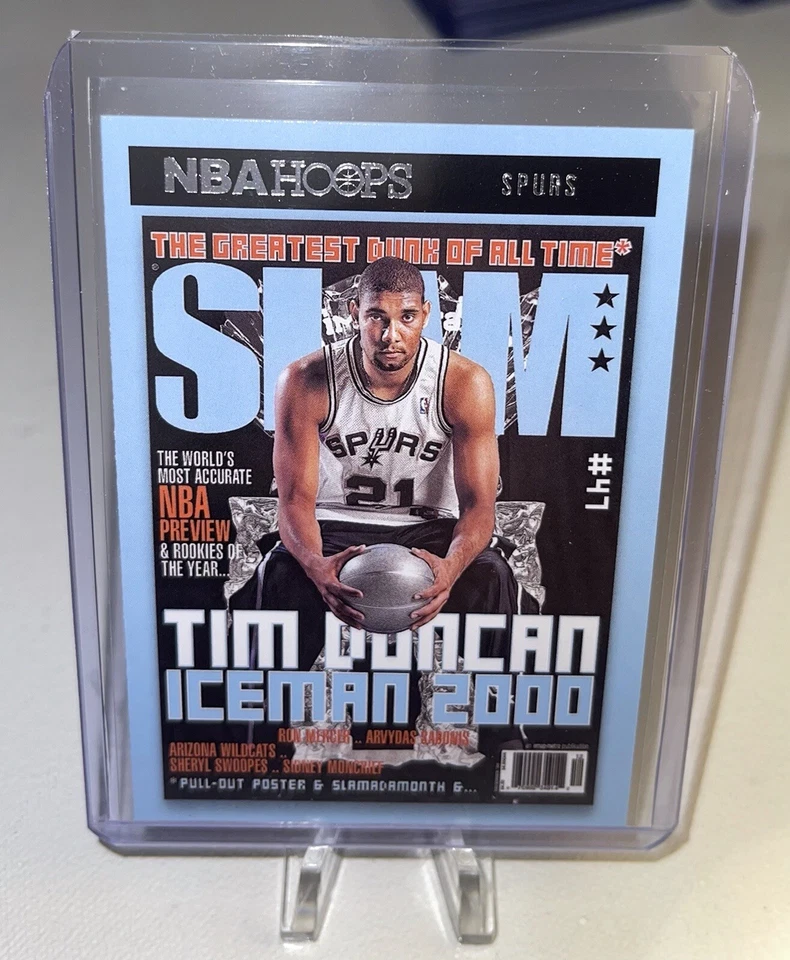 NBA HOOPS SPURS
THE GREATEST DUNK OF ALL TIME*
SLAM
THE WORLD'S
MOST ACCURATE
NBA
PREVIEW
& ROOKIES OF
THE YEAR...
#47
SPURS
21
TIM DUNCAN
ICEMAN 2000
RON MERCER .. ARVYDAS SABONIS
ARIZONA WILDCATS ..
SHERYL SWOOPES .. SIDNEY MONCRIEF
*PULL-OUT POSTER & SLAMADAMONTH &...